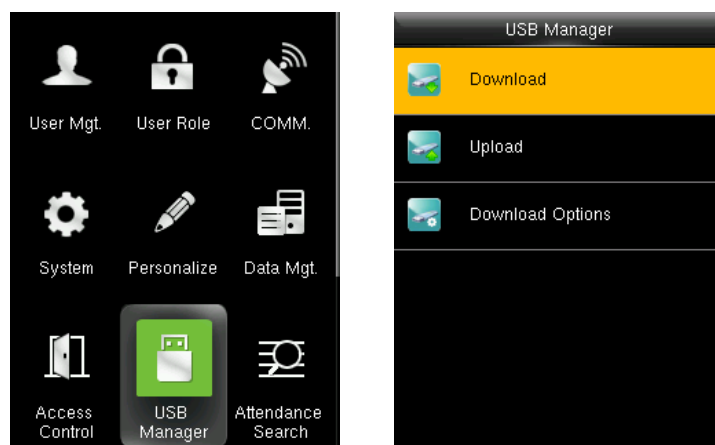 User Mgt.
User Role
COMM.
System
Personalize
Data Mgt.
Access
Control
USB
Manager
Attendance
Search
USB Manager
Download
Upload
Download Options